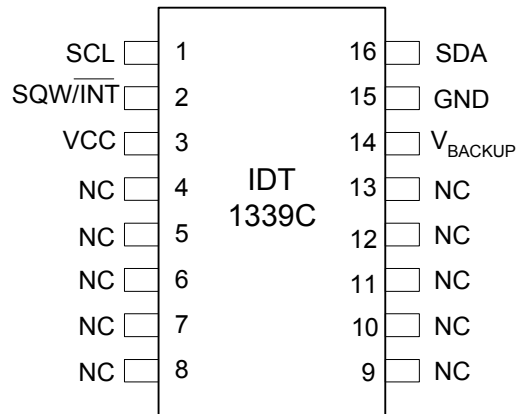 SCL 1 16 SDA
SQW/INT 2 15 GND
VCC 3 14 VBACKUP
NC 4 13 NC
IDT
1339C
NC 5 12 NC
NC 6 11 NC
NC 7 10 NC
NC 8 9 NC